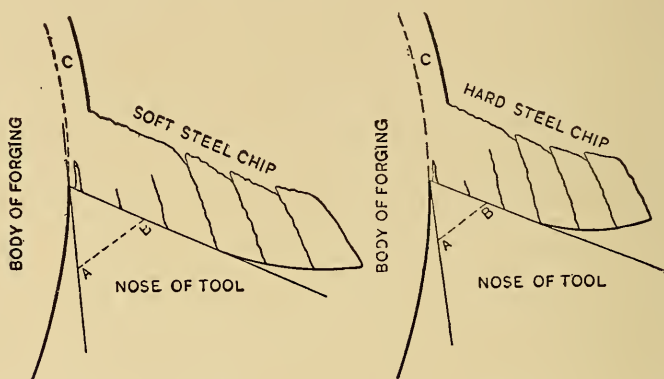 C
SOFT STEEL CHIP
BODY OF FORGING
A
E
NOSE OF TOOL
C
HARD STEEL CHIP
BODY OF FORGING
A
B
NOSE OF TOOL